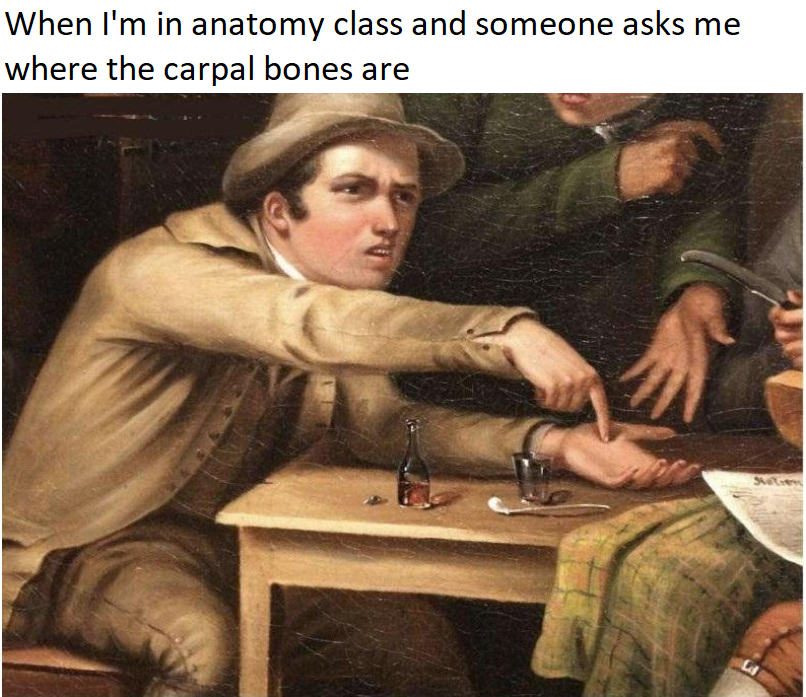 When I'm in anatomy class and someone asks me
where the carpal bones are